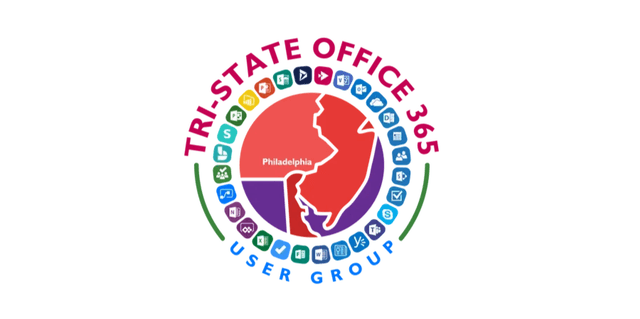 TRI-STATE OFFICE 365
Philadelphia
USER GROUP